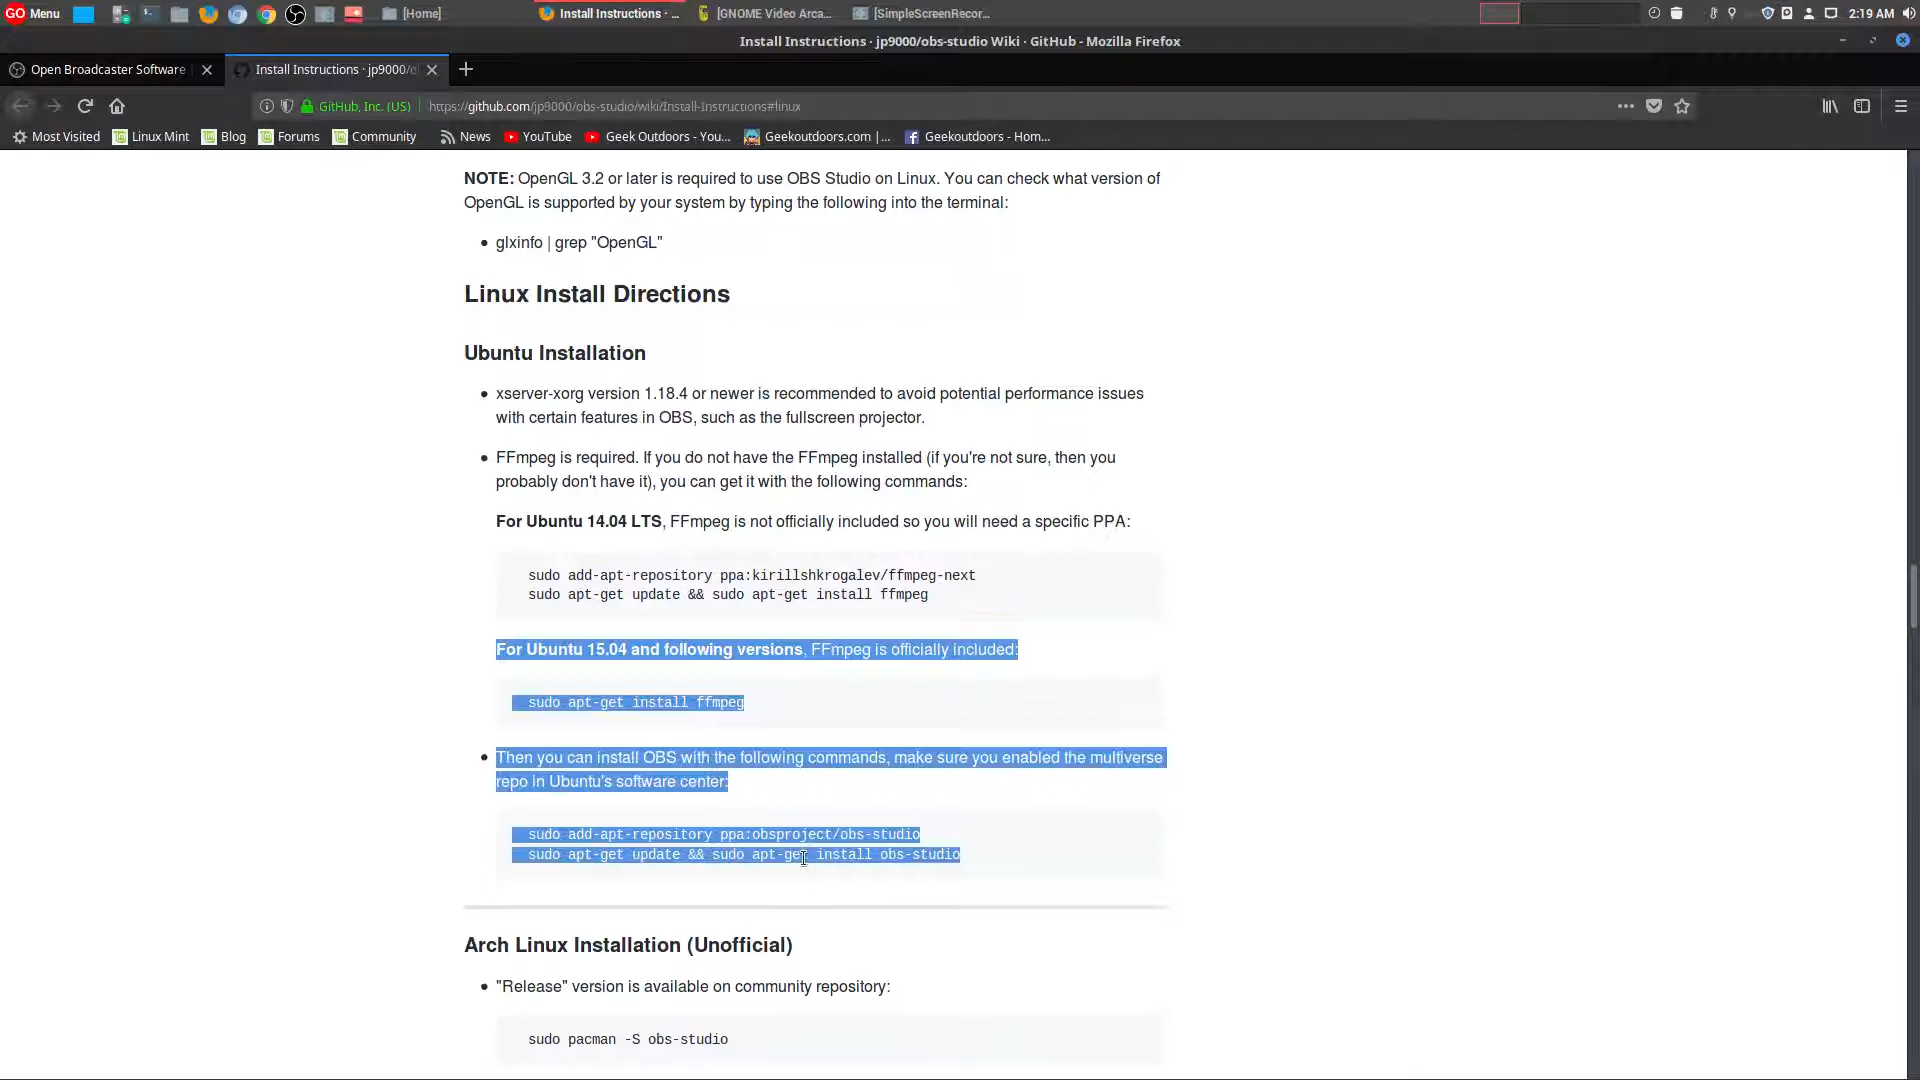 GO Menu
[Home]
Install Instructions · ...
[GNOME Video Arca...
[SimpleScreenRecor...
2:19 AM
Install Instructions · jp9000/obs-studio Wiki · GitHub - Mozilla Firefox
Open Broadcaster Software
Install Instructions · jp9000/o
GitHub, Inc. (US)
https://github.com/jp9000/obs-studio/wiki/Install-Instructions#linux
Most Visited
Linux Mint
Blog
Forums
Community
News
YouTube
Geek Outdoors - You...
Geekoutdoors.com |...
Geekoutdoors - Hom...
NOTE: OpenGL 3.2 or later is required to use OBS Studio on Linux. You can check what version of
OpenGL is supported by your system by typing the following into the terminal:
glxinfo | grep "OpenGL"
Linux Install Directions
Ubuntu Installation
xserver-xorg version 1.18.4 or newer is recommended to avoid potential performance issues
with certain features in OBS, such as the fullscreen projector.
FFmpeg is required. If you do not have the FFmpeg installed (if you're not sure, then you
probably don't have it), you can get it with the following commands:
For Ubuntu 14.04 LTS, FFmpeg is not officially included so you will need a specific PPA:
sudo add-apt-repository ppa:kirillshkrogalev/ffmpeg-next
sudo apt-get update && sudo apt-get install ffmpeg
For Ubuntu 15.04 and following versions, FFmpeg is officially included:
sudo apt-get install ffmpeg
Then you can install OBS with the following commands, make sure you enabled the multiverse
repo in Ubuntu's software center:
sudo add-apt-repository ppa:obsproject/obs-studio
sudo apt-get update && sudo apt-get install obs-studio
Arch Linux Installation (Unofficial)
"Release" version is available on community repository:
sudo pacman -S obs-studio